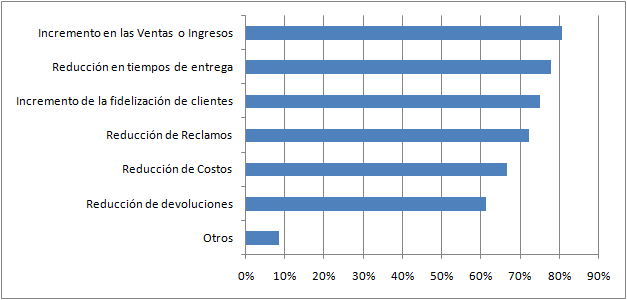 Incremento en las Ventas o Ingresos
Reducción en tiempos de entrega
Incremento de la fidelización de clientes
Reducción de Reclamos
Reducción de Costos
Reducción de devoluciones
Otros
0% 10% 20% 30% 40% 50% 60% 70% 80% 90%